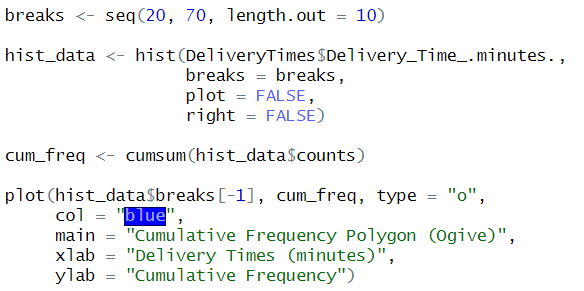 breaks <- seq(20, 70, length.out = 10)
hist_data <- hist(DeliveryTimes$Delivery_Time_.minutes.,
breaks = breaks,
plot = FALSE,
right = FALSE)
cum_freq <- cumsum(hist_data$counts)
plot(hist_data$breaks[-1], cum_freq, type = "o",
col = "blue",
main = "Cumulative Frequency Polygon (Ogive)",
xlab = "Delivery Times (minutes)",
ylab = "Cumulative Frequency")